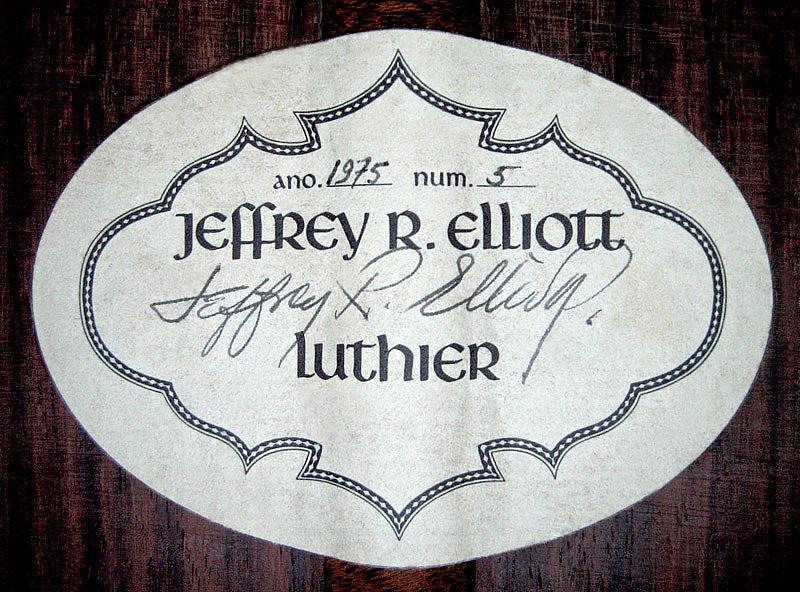 ano. 1975 num. 5
Jeffrey R. Elliott
Jeffrey R. Elliott
Luthier